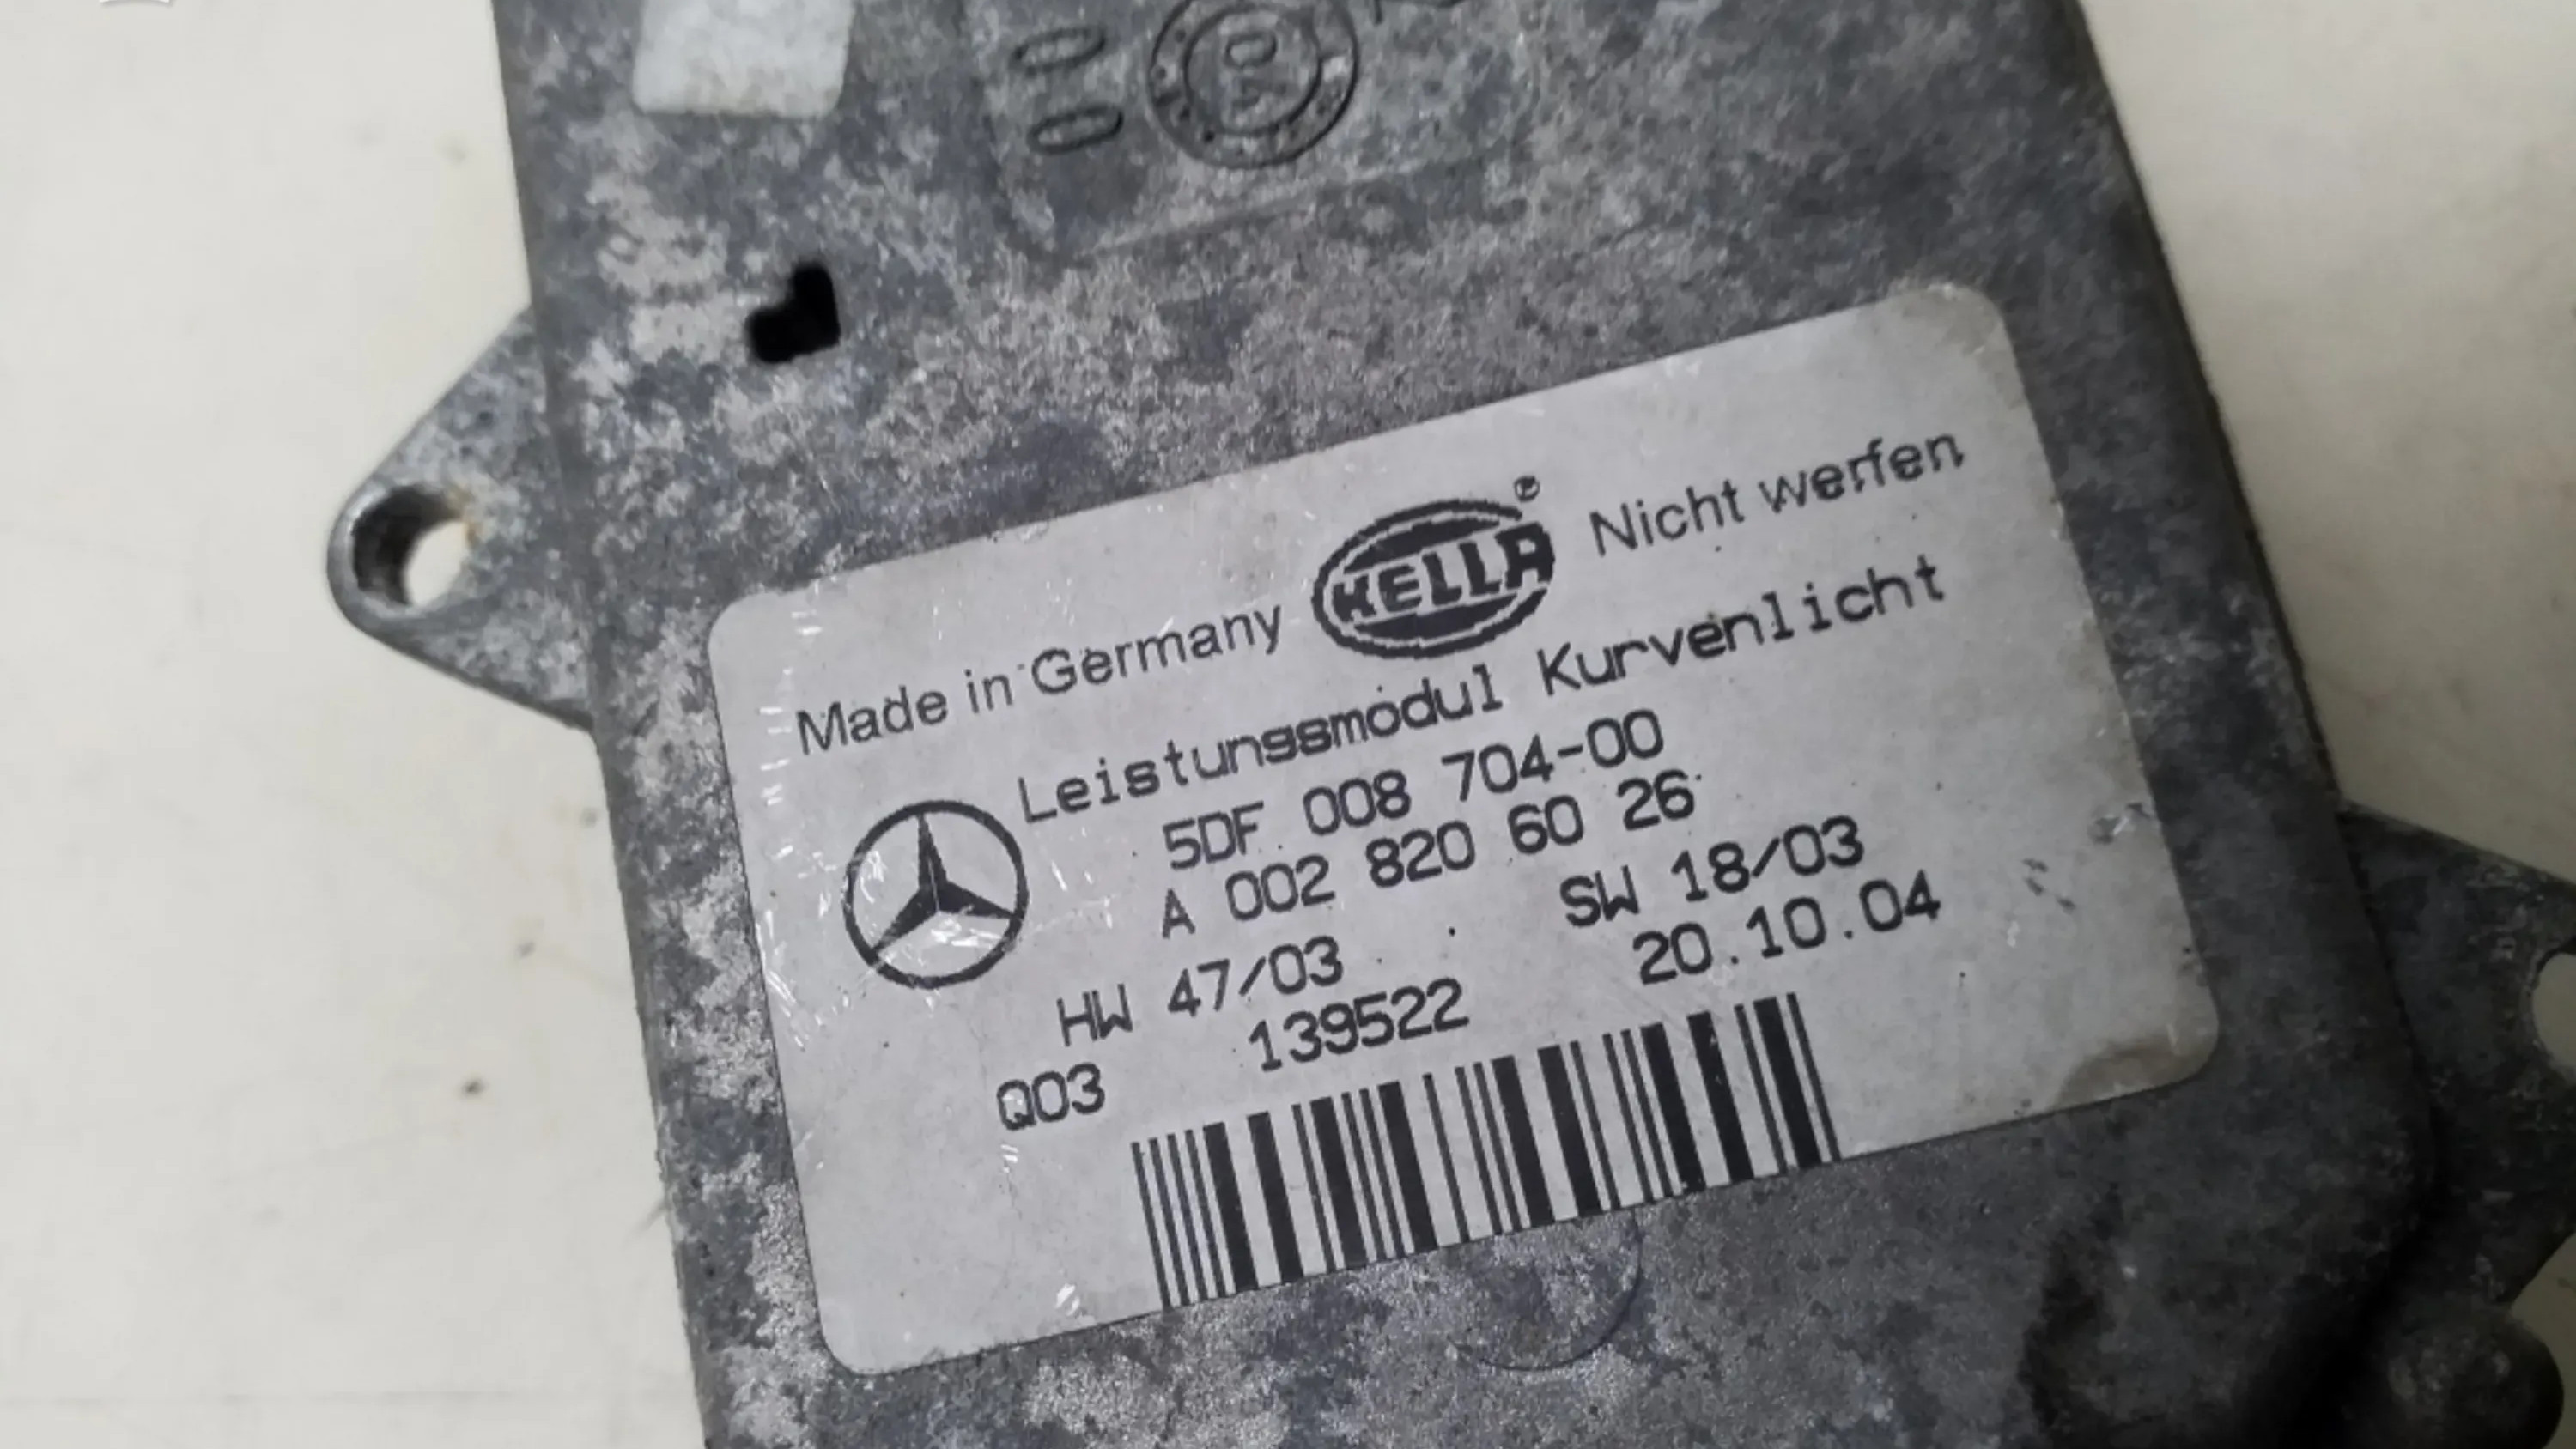 Made in Germany HELLA® Nicht werfen
Leistungsmodul Kurvenlicht
5DF 008 704-00
A 002 820 60 26
HW 47/03 SW 18/03
Q03 139522 20.10.04